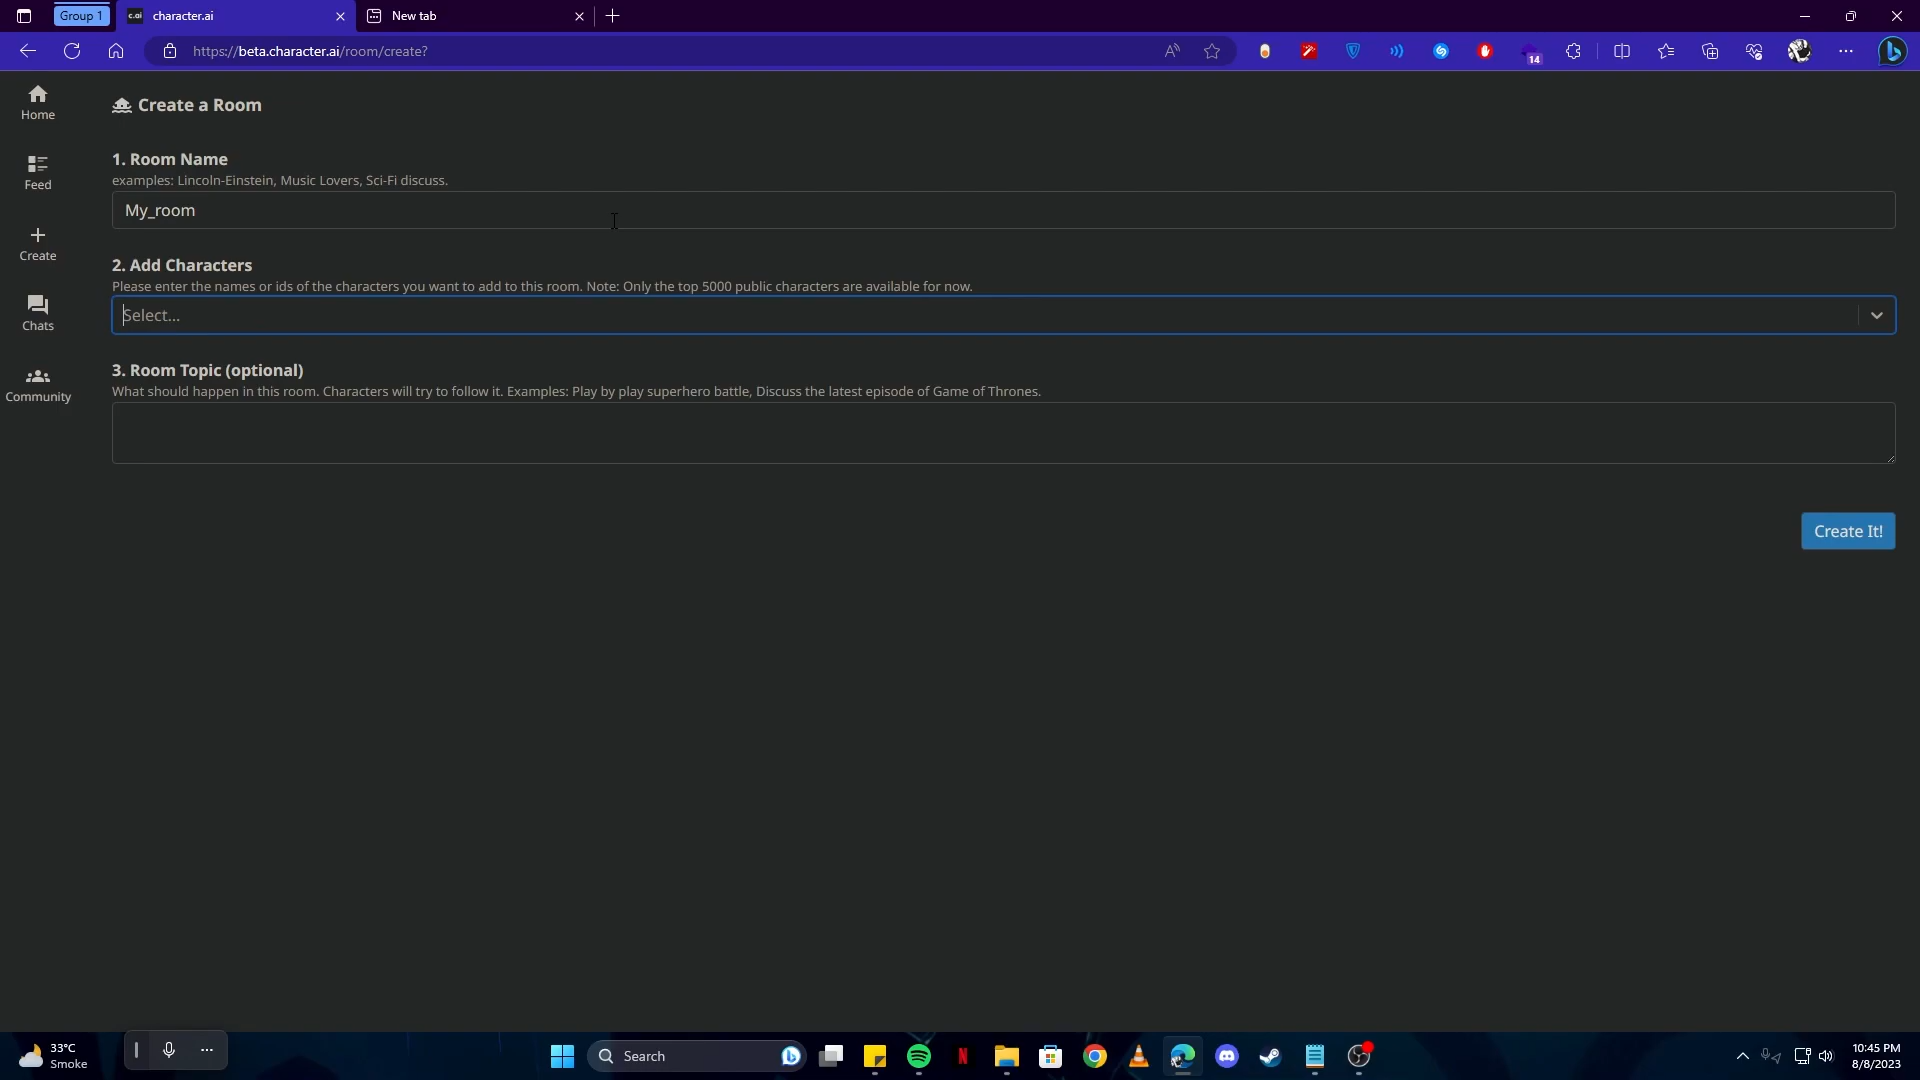 Group 1
c.ai character.ai
New tab
https://beta.character.ai/room/create?
14
Home
Feed
Create
Chats
Community
Create a Room
1. Room Name
examples: Lincoln-Einstein, Music Lovers, Sci-Fi discuss.
My_room
2. Add Characters
Please enter the names or ids of the characters you want to add to this room. Note: Only the top 5000 public characters are available for now.
Select...
3. Room Topic (optional)
What should happen in this room. Characters will try to follow it. Examples: Play by play superhero battle, Discuss the latest episode of Game of Thrones.
Create It!
33°C
Smoke
Search
10:45 PM
8/8/2023